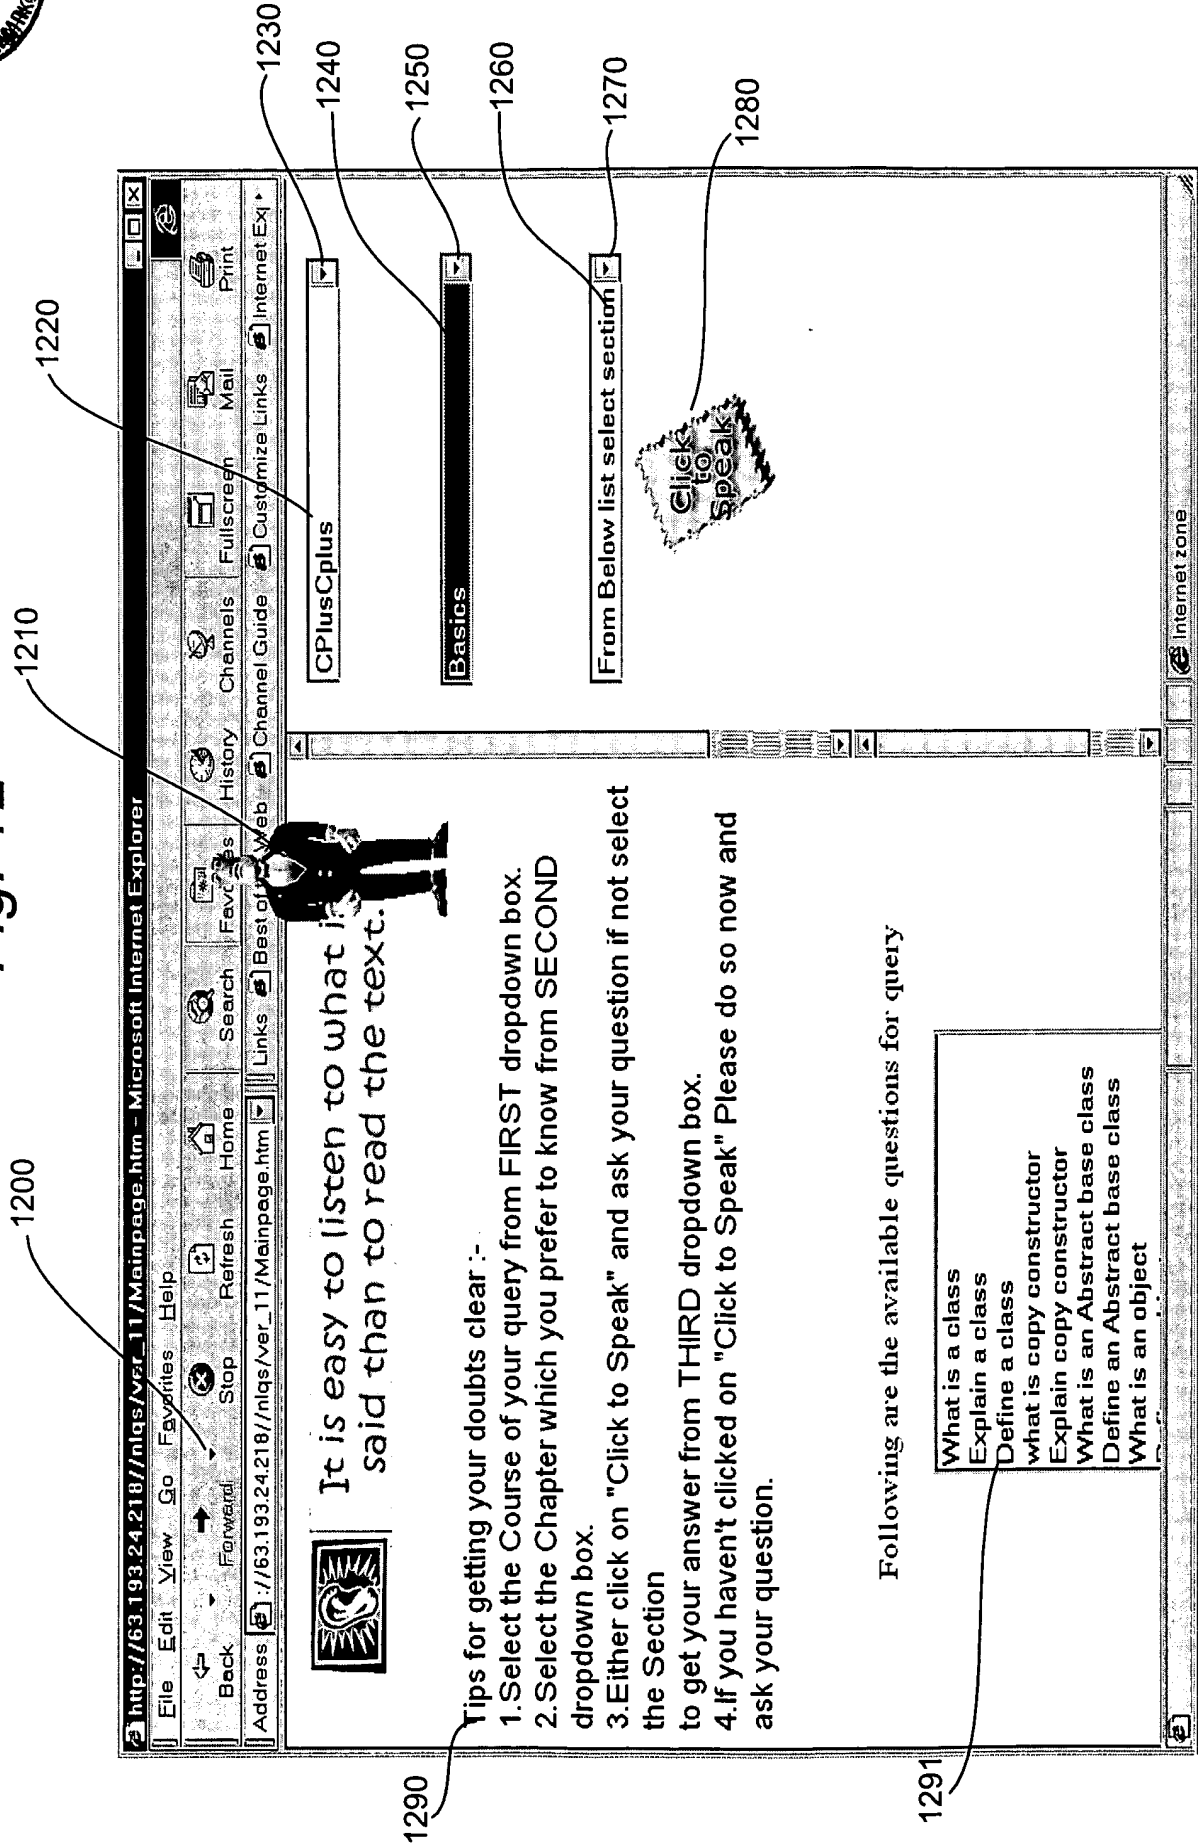 1200
1210
1220
1230
1240
1250
1260
1270
1280
1290
1291
http://63.193.24.218//nlqs/ver_11/Mainpage.htm - Microsoft Internet Explorer
File Edit View Go Favorites Help
Back Forward Stop Refresh Home Search Favorites History Channels Fullscreen Mail Print
Address ://63.193.24.218//nlqs/ver_11/Mainpage.htm Links Best of the Web Channel Guide Customize Links Internet Exp
It is easy to listen to what i
said than to read the text.
Tips for getting your doubts clear :-
1.Select the Course of your query from FIRST dropdown box.
2.Select the Chapter which you prefer to know from SECOND
dropdown box.
3.Either click on "Click to Speak" and ask your question if not select
the Section
to get your answer from THIRD dropdown box.
4.If you haven't clicked on "Click to Speak" Please do so now and
ask your question.
CPlusCplus
Basics
From Below list select section
Click
to
Speak
Following are the available questions for query
What is a class
Explain a class
Define a class
what is copy constructor
Explain copy constructor
What is an Abstract base class
Define an Abstract base class
What is an object
Internet zone